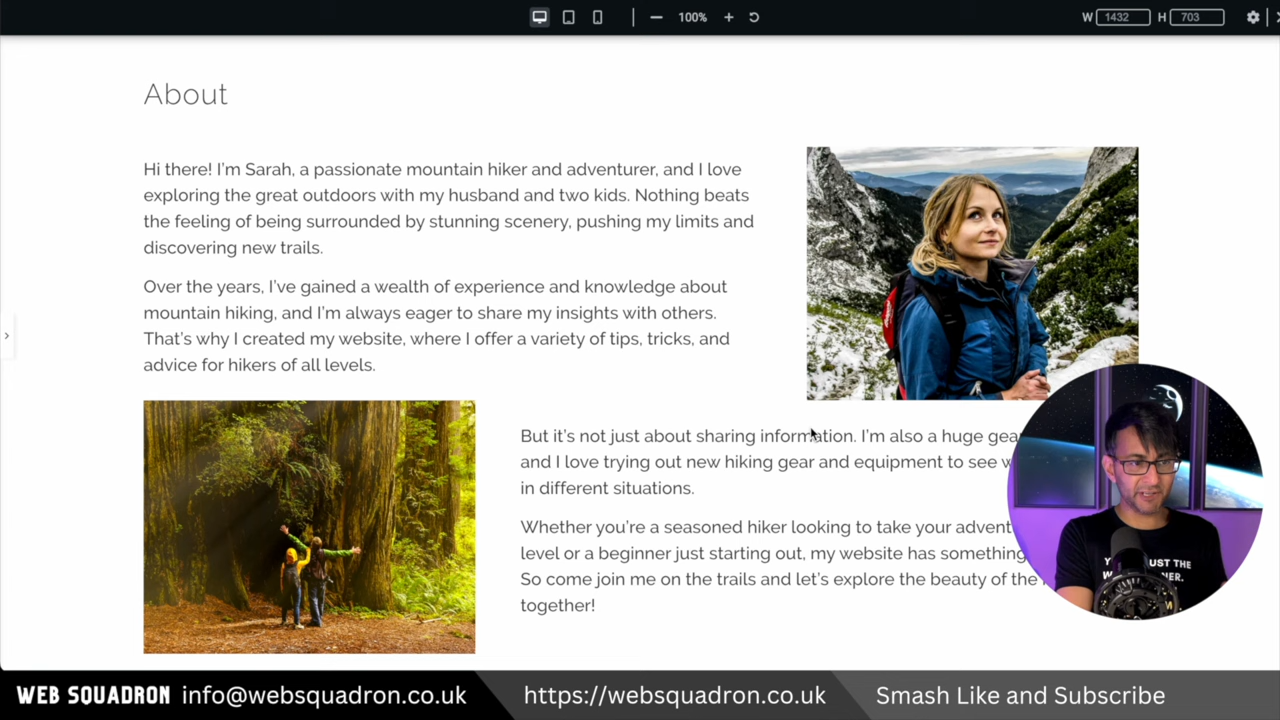 100%
W 1432 H 703
About
Hi there! I'm Sarah, a passionate mountain hiker and adventurer, and I love
exploring the great outdoors with my husband and two kids. Nothing beats
the feeling of being surrounded by stunning scenery, pushing my limits and
discovering new trails.
Over the years, I've gained a wealth of experience and knowledge about
mountain hiking, and I'm always eager to share my insights with others.
That's why I created my website, where I offer a variety of tips, tricks, and
advice for hikers of all levels.
But it's not just about sharing information. I'm also a huge
and I love trying out new hiking gear and equipment to see
in different situations.
Whether you're a seasoned hiker looking to take your
level or a beginner just starting out, my website has something
So come join me on the trails and let's explore the beauty of the
together!
WEB SQUADRON info@websquadron.co.uk https://websquadron.co.uk Smash Like and Subscribe